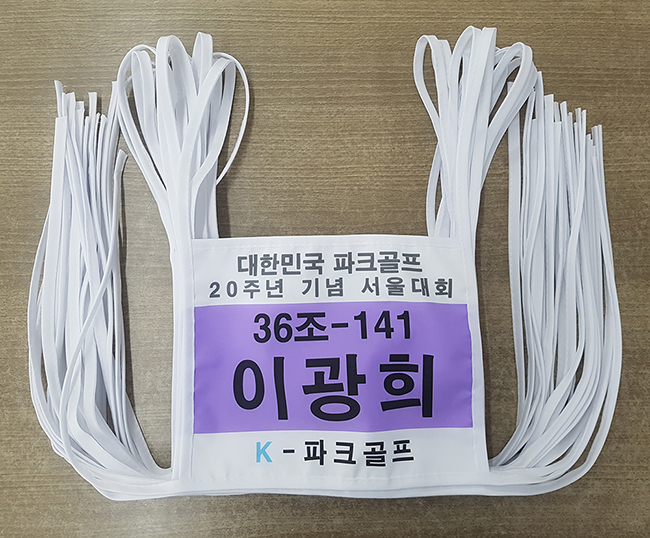 대한민국 파크골프
20주년 기념 서울대회
36조-141
이광희
K - 파크골프